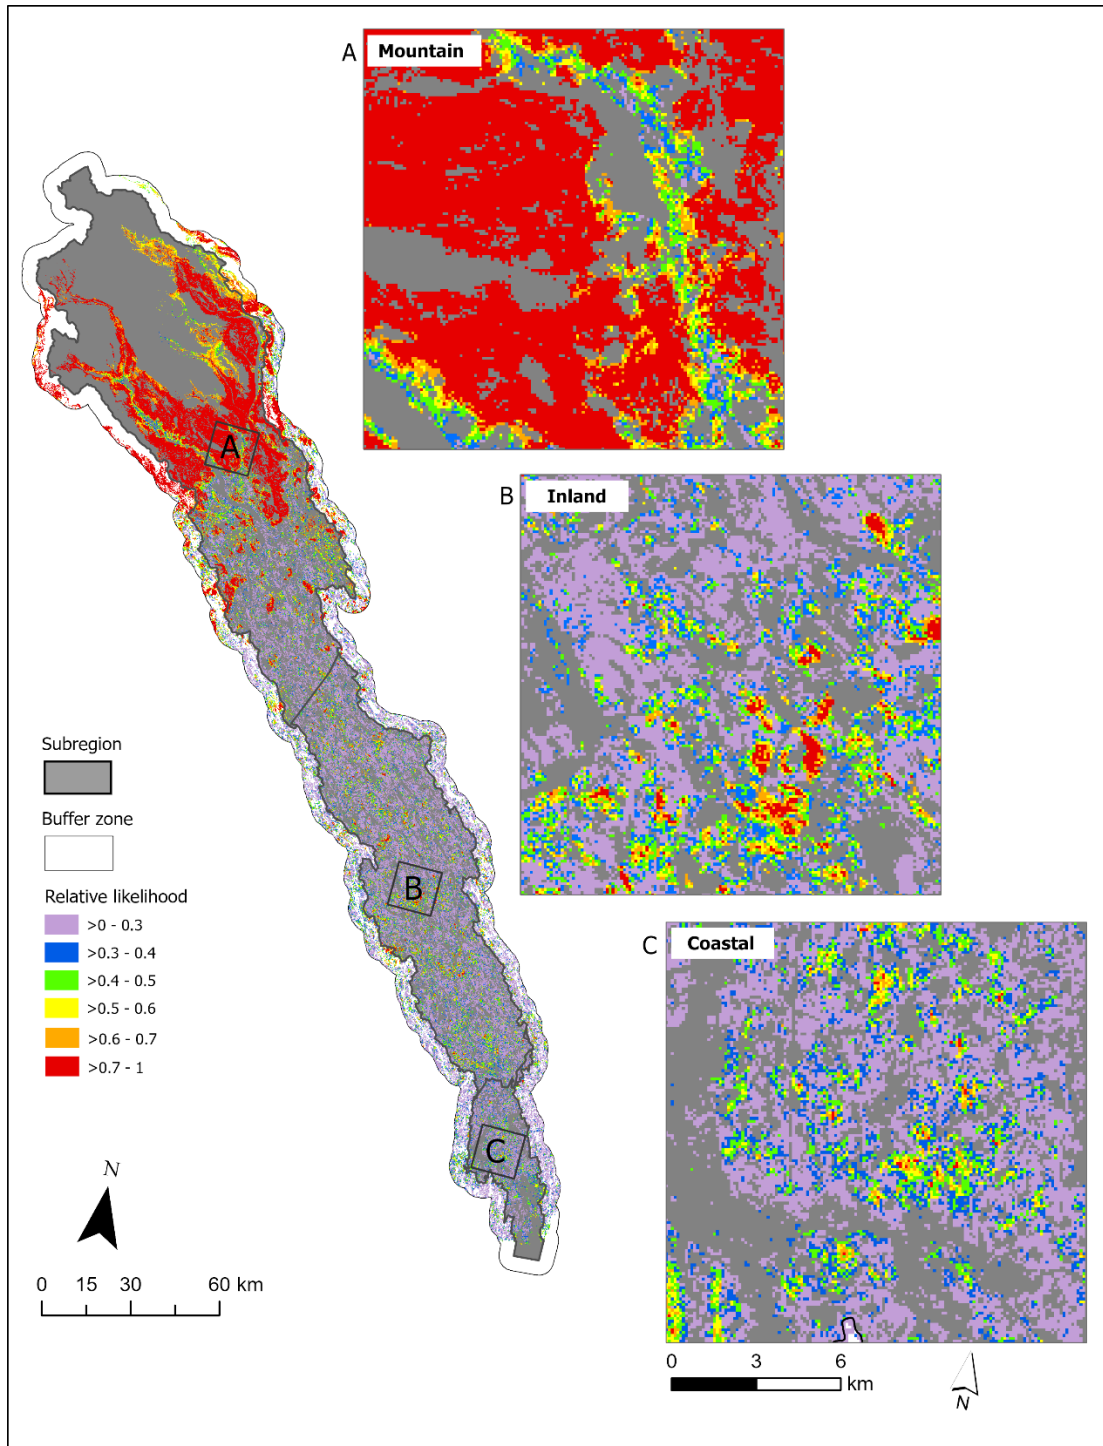 A
Mountain
A
B
Inland
Subregion
Buffer zone
Relative likelihood
>0 - 0.3
>0.3 - 0.4
>0.4 - 0.5
>0.5 - 0.6
>0.6 - 0.7
>0.7 - 1
B
C
Coastal
C
N
0 15 30 60 km
0 3 6
km
N